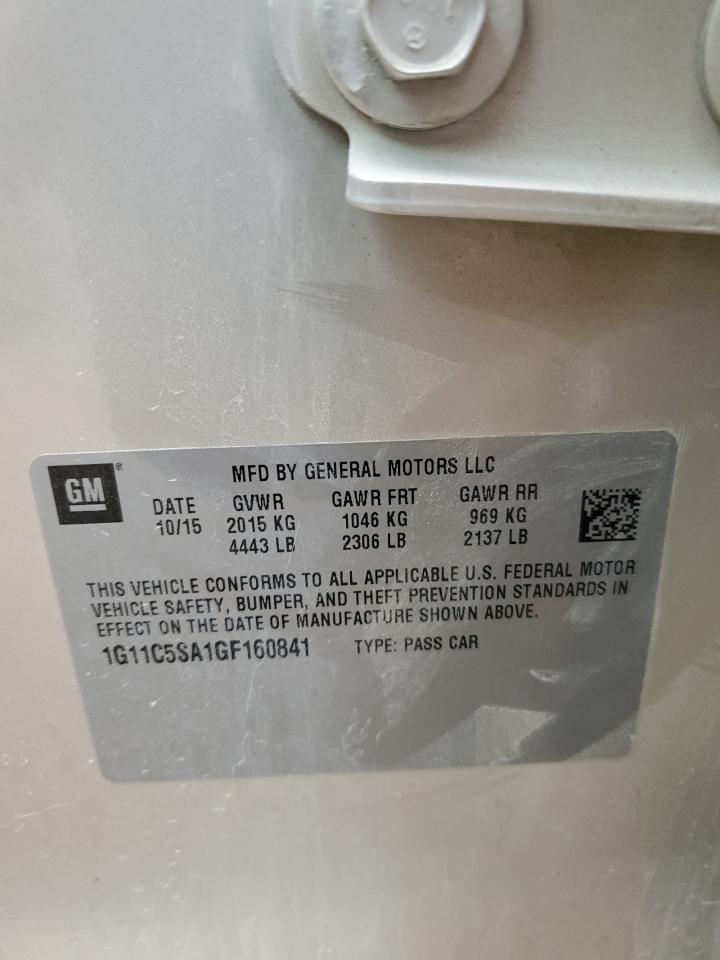 GM®
MFD BY GENERAL MOTORS LLC
DATE GVWR GAWR FRT GAWR RR
10/15 2015 KG 1046 KG 969 KG
4443 LB 2306 LB 2137 LB
THIS VEHICLE CONFORMS TO ALL APPLICABLE U.S. FEDERAL MOTOR
VEHICLE SAFETY, BUMPER, AND THEFT PREVENTION STANDARDS IN
EFFECT ON THE DATE OF MANUFACTURE SHOWN ABOVE.
1G11C5SA1GF160841 TYPE: PASS CAR